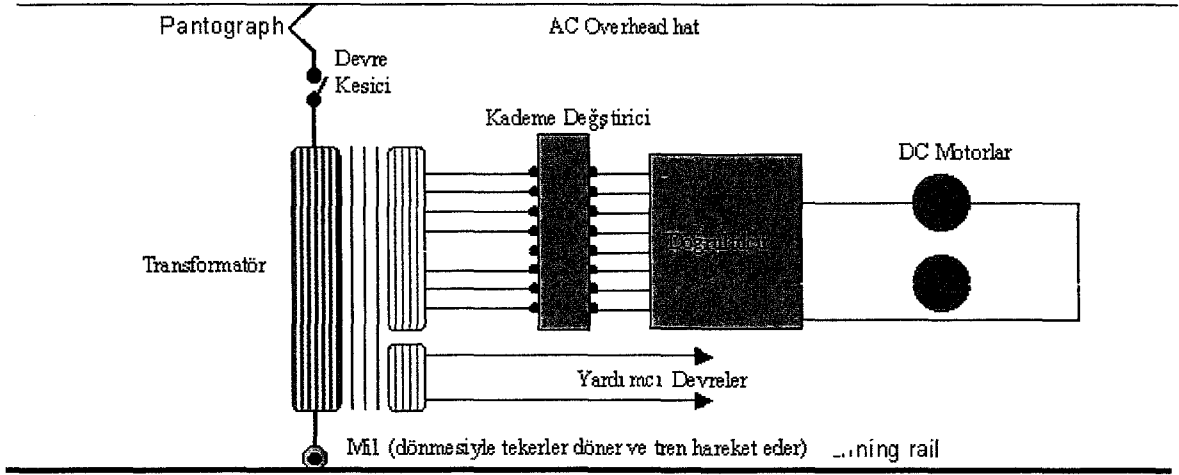 Pantograph
AC Overhead hat
Devre
Kesici
Kademe Değştirici
DC Motorlar
Transformatör
Yardımcı Devreler
Mil (dönmesiyle tekerler döner ve tren hareket eder)
rail